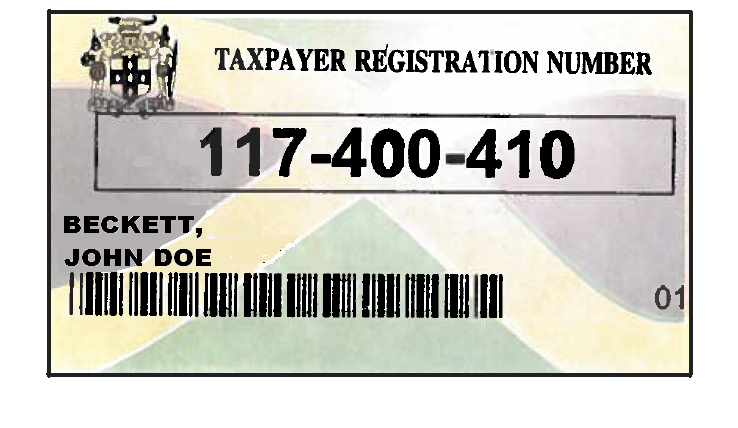 TAXPAYER REGISTRATION NUMBER
117-400-410
BECKETT,
JOHN DOE
01